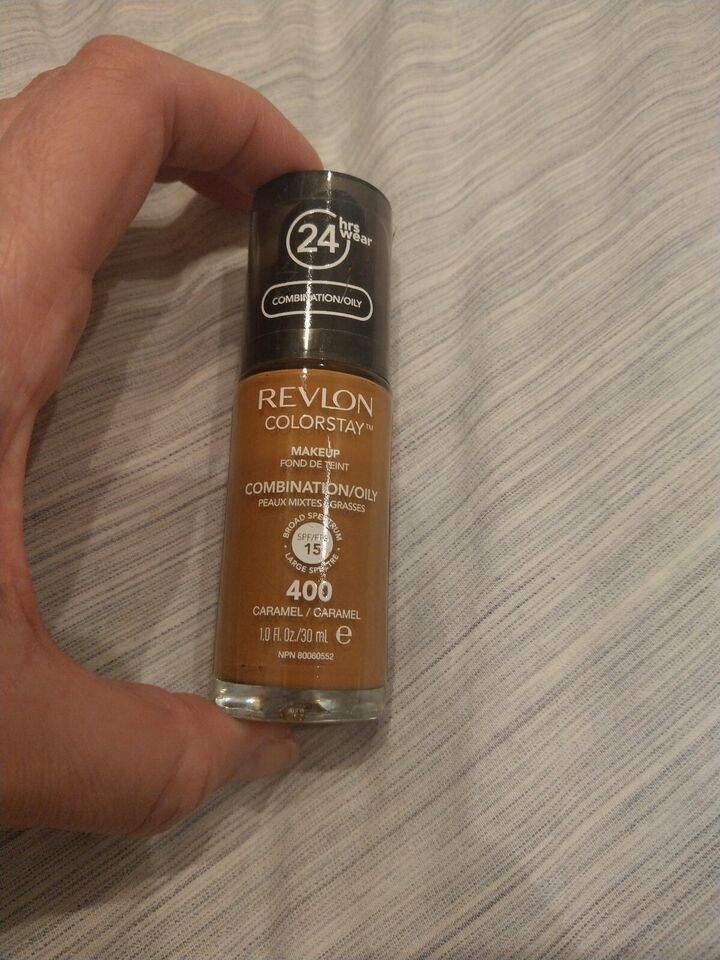 24 hrs wear
COMBINATION/OILY
REVLON
COLORSTAY™
MAKEUP
FOND DE TEINT
COMBINATION/OILY
PEAUX MIXTES GRASSES
BROAD SPECTRUM
SPF/FPS
15
LARGE SPECTRE
400
CARAMEL / CARAMEL
1.0 Fl. Oz./30 mL e
NPN 80060552